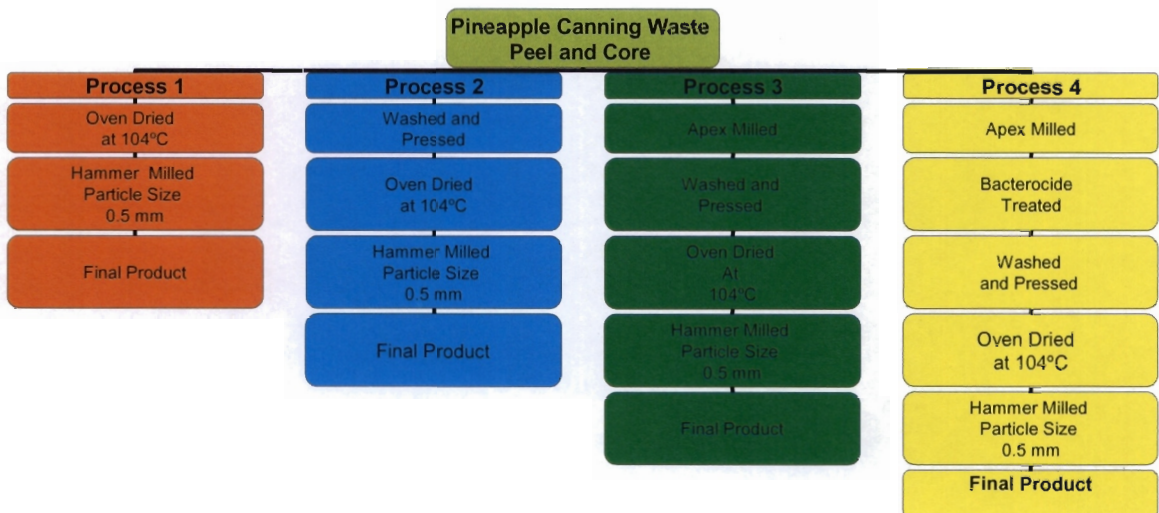 Pineapple Canning Waste
Peel and Core
Process 1
Oven Dried
at 104ºC
Hammer Milled
Particle Size
0.5 mm
Final Product
Process 2
Washed and
Pressed
Oven Dried
at 104ºC
Hammer Milled
Particle Size
0.5 mm
Final Product
Process 3
Apex Milled
Washed and
Pressed
Oven Dried
At
104ºC
Hammer Milled
Particle Size
0.5 mm
Final Product
Process 4
Apex Milled
Bacterocide
Treated
Washed
and Pressed
Oven Dried
at 104ºC
Hammer Milled
Particle Size
0.5 mm
Final Product